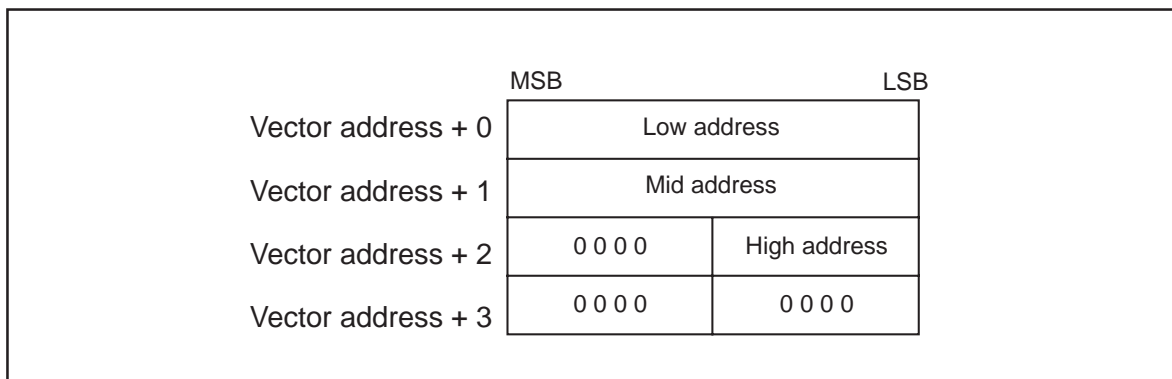 MSB LSB
Vector address + 0 Low address
Vector address + 1 Mid address
Vector address + 2 0 0 0 0 High address
Vector address + 3 0 0 0 0 0 0 0 0